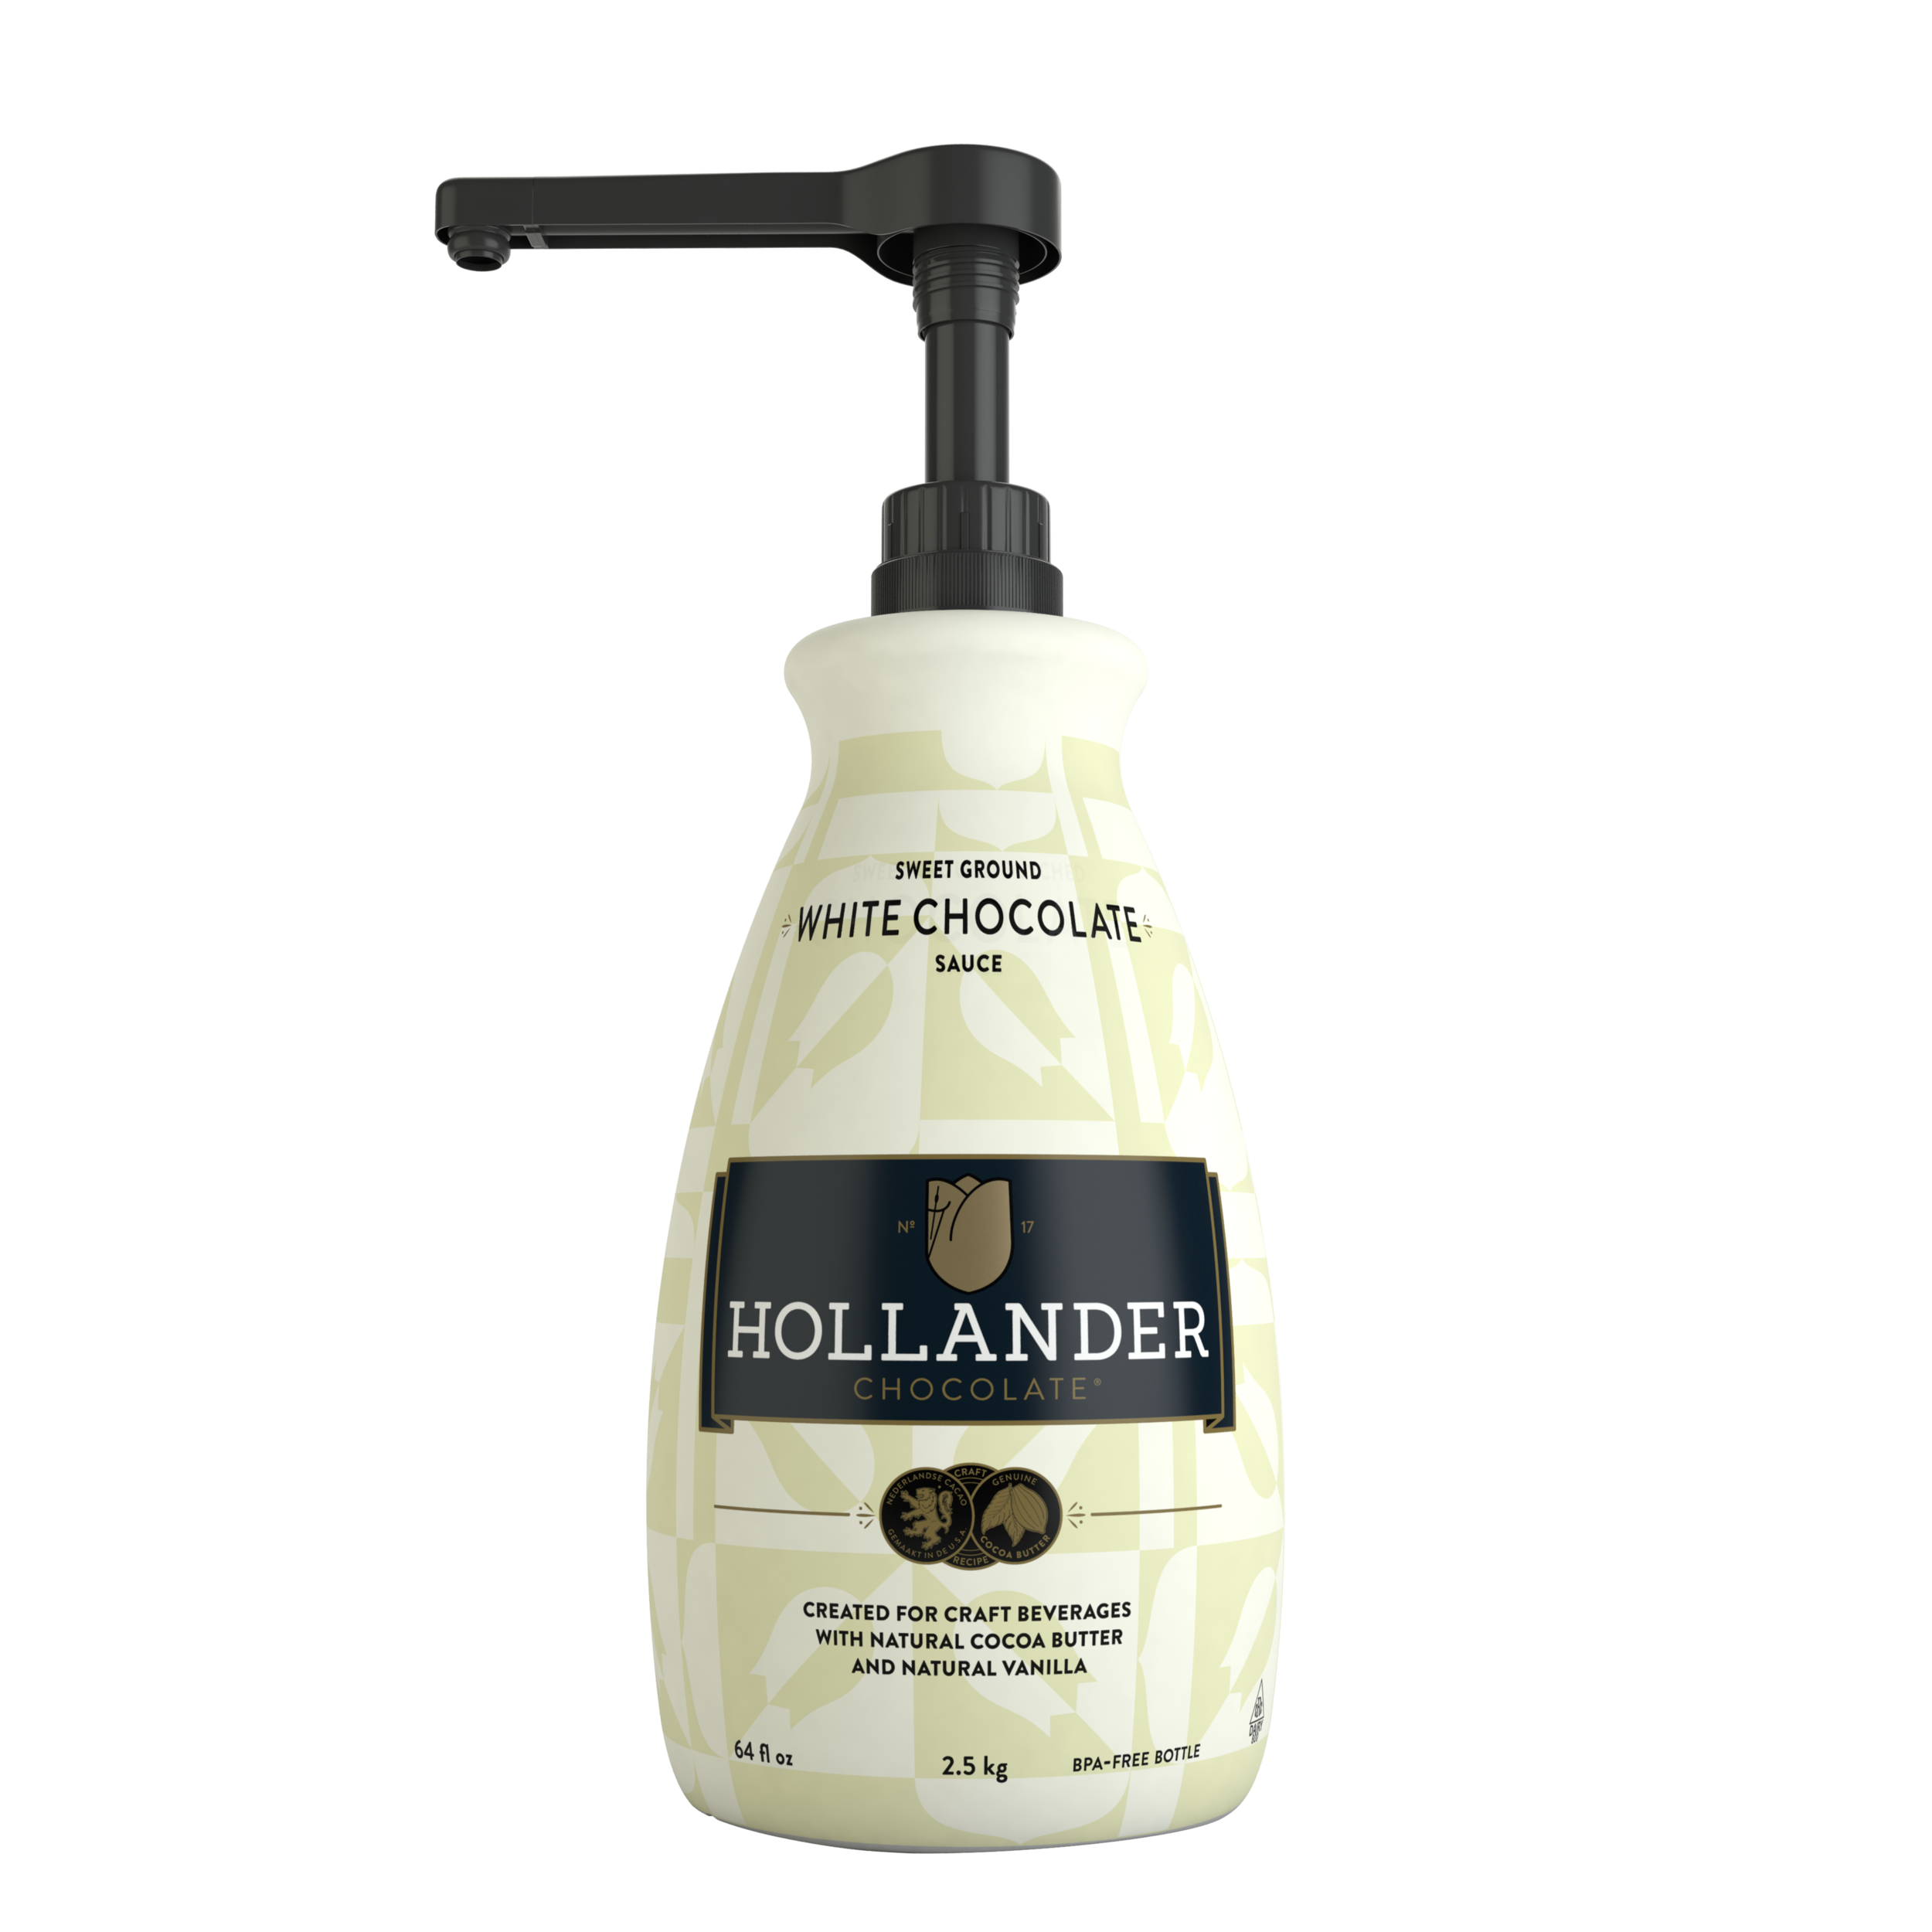 SWEET GROUND
WHITE CHOCOLATE
SAUCE
Nº 17
HOLLANDER
CHOCOLATE®
NEDERLANDSE CACAO
GEMAAKT IN DE U.S.A.
CRAFT
RECIPE
GENUINE
COCOA BUTTER
CREATED FOR CRAFT BEVERAGES
WITH NATURAL COCOA BUTTER
AND NATURAL VANILLA
64 fl oz
2.5 kg
BPA-FREE BOTTLE
DAIRY